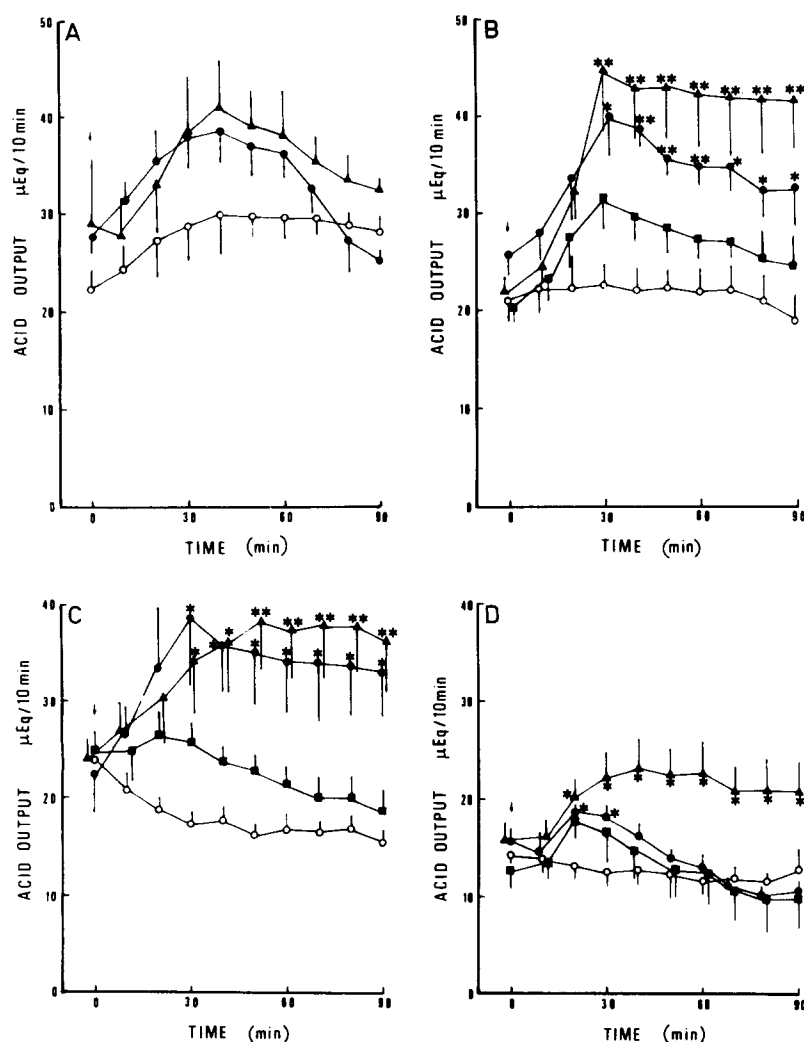 A
50
40
30
20
10
0
ACID OUTPUT μEq/10 min
0 30 60 90
TIME (min)
B
50
40
30
20
10
0
ACID OUTPUT μEq/10 min
** ** ** ** ** ** **
* ** ** ** * * *
0 30 60 90
TIME (min)
C
40
30
20
10
0
ACID OUTPUT μEq/10 min
* * ** ** ** ** **
* * * * * * * *
0 30 60 90
TIME (min)
D
40
30
20
10
0
ACID OUTPUT μEq/10min
* * * * * * * *
* *
0 30 60 90
TIME (min)